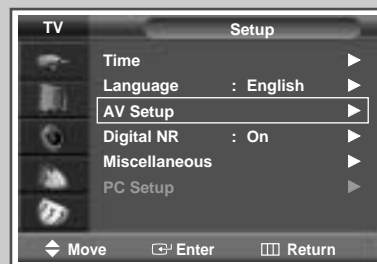 TV Setup
Time
Language : English
AV Setup
Digital NR : On
Miscellaneous
PC Setup
Move Enter Return